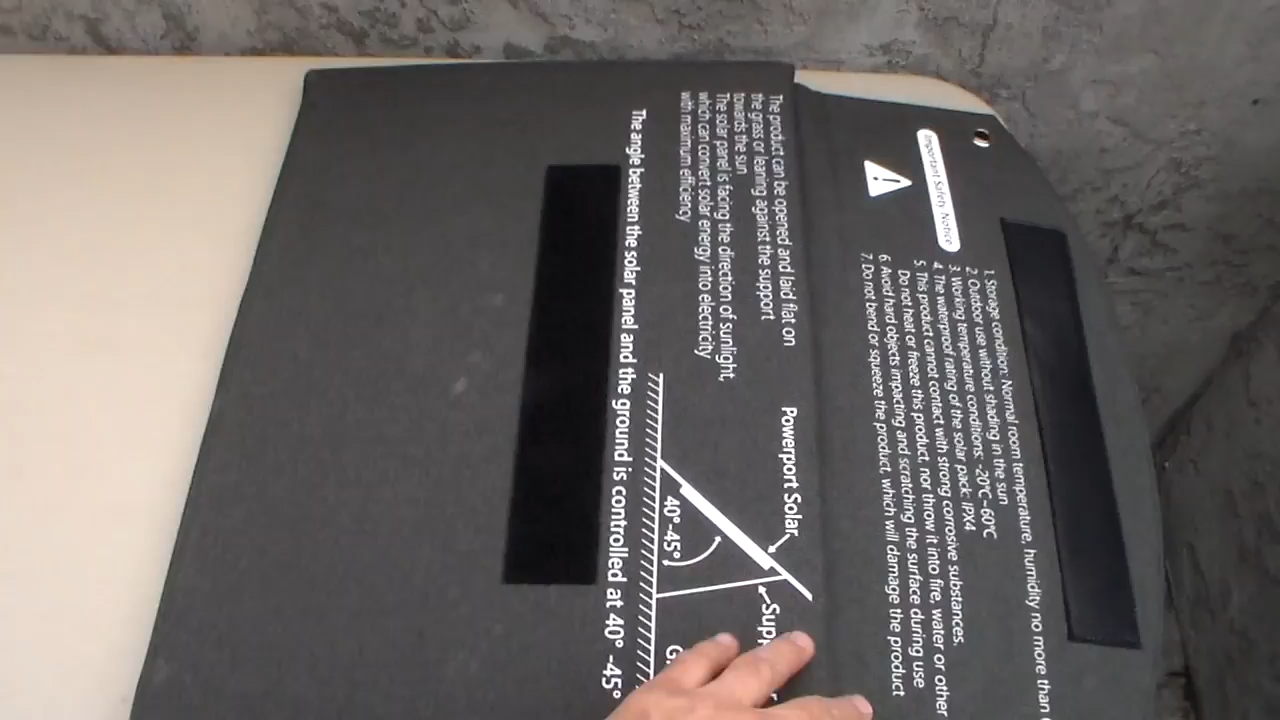 Important Safety Notice
1. Storage condition: Normal room temperature, humidity no more than
2. Outdoor use without shading in the sun
3. Working temperature conditions: -20℃~60℃
4. The waterproof rating of the solar pack: IPX4
5. This product cannot contact with strong corrosive substances.
Do not heat or freeze this product, nor throw it into fire, water or other
6. Avoid hard objects impacting and scratching the surface during use
7. Do not bend or squeeze the product, which will damage the product
The product can be opened and laid flat on
the grass or leaning against the support
towards the sun
The solar panel is facing the direction of sunlight,
which can convert solar energy into electricity
with maximum efficiency
Powerport Solar
40°-45°
The angle between the solar panel and the ground is controlled at 40° -45°